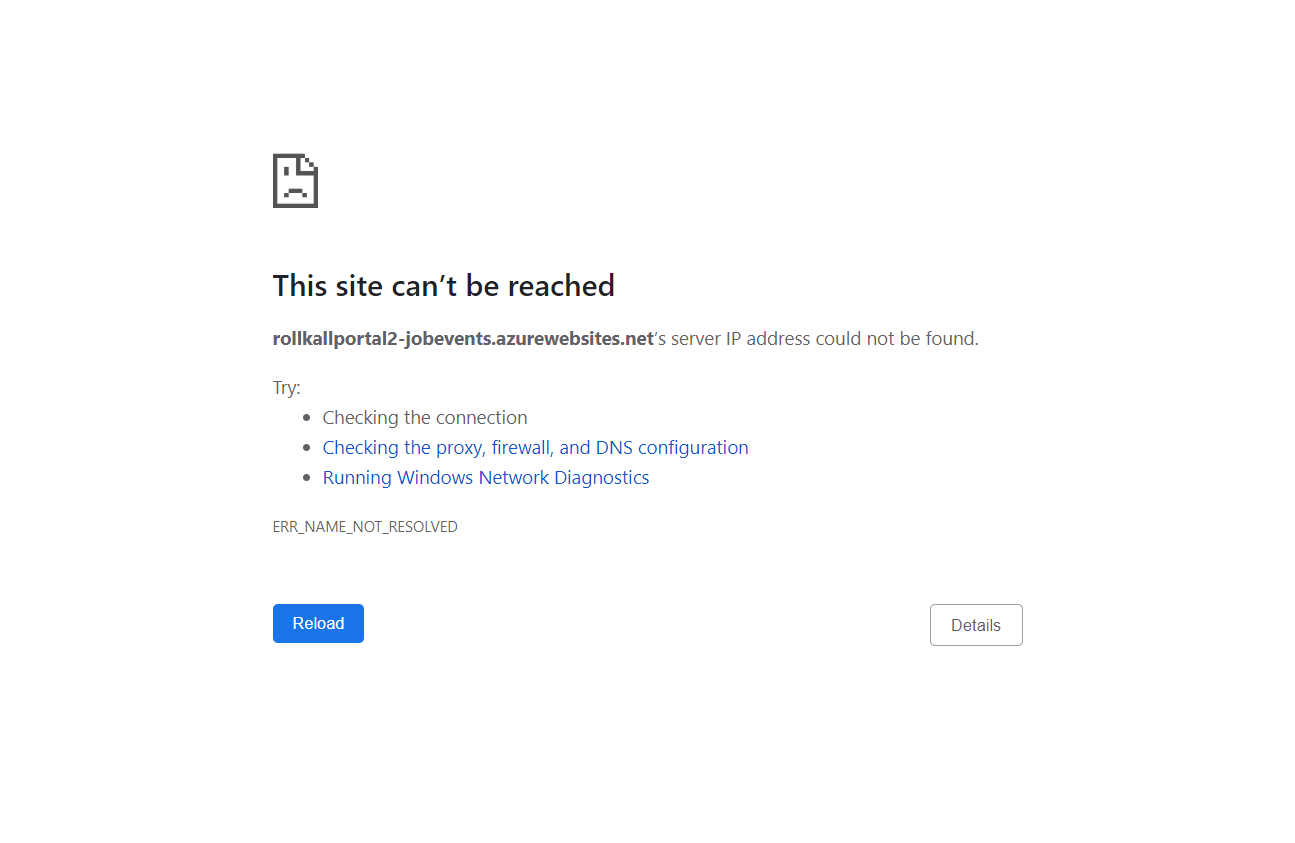 This site can’t be reached
rollkallportal2-jobevents.azurewebsites.net’s server IP address could not be found.
Try:
Checking the connection
Checking the proxy, firewall, and DNS configuration
Running Windows Network Diagnostics
ERR_NAME_NOT_RESOLVED
Reload
Details